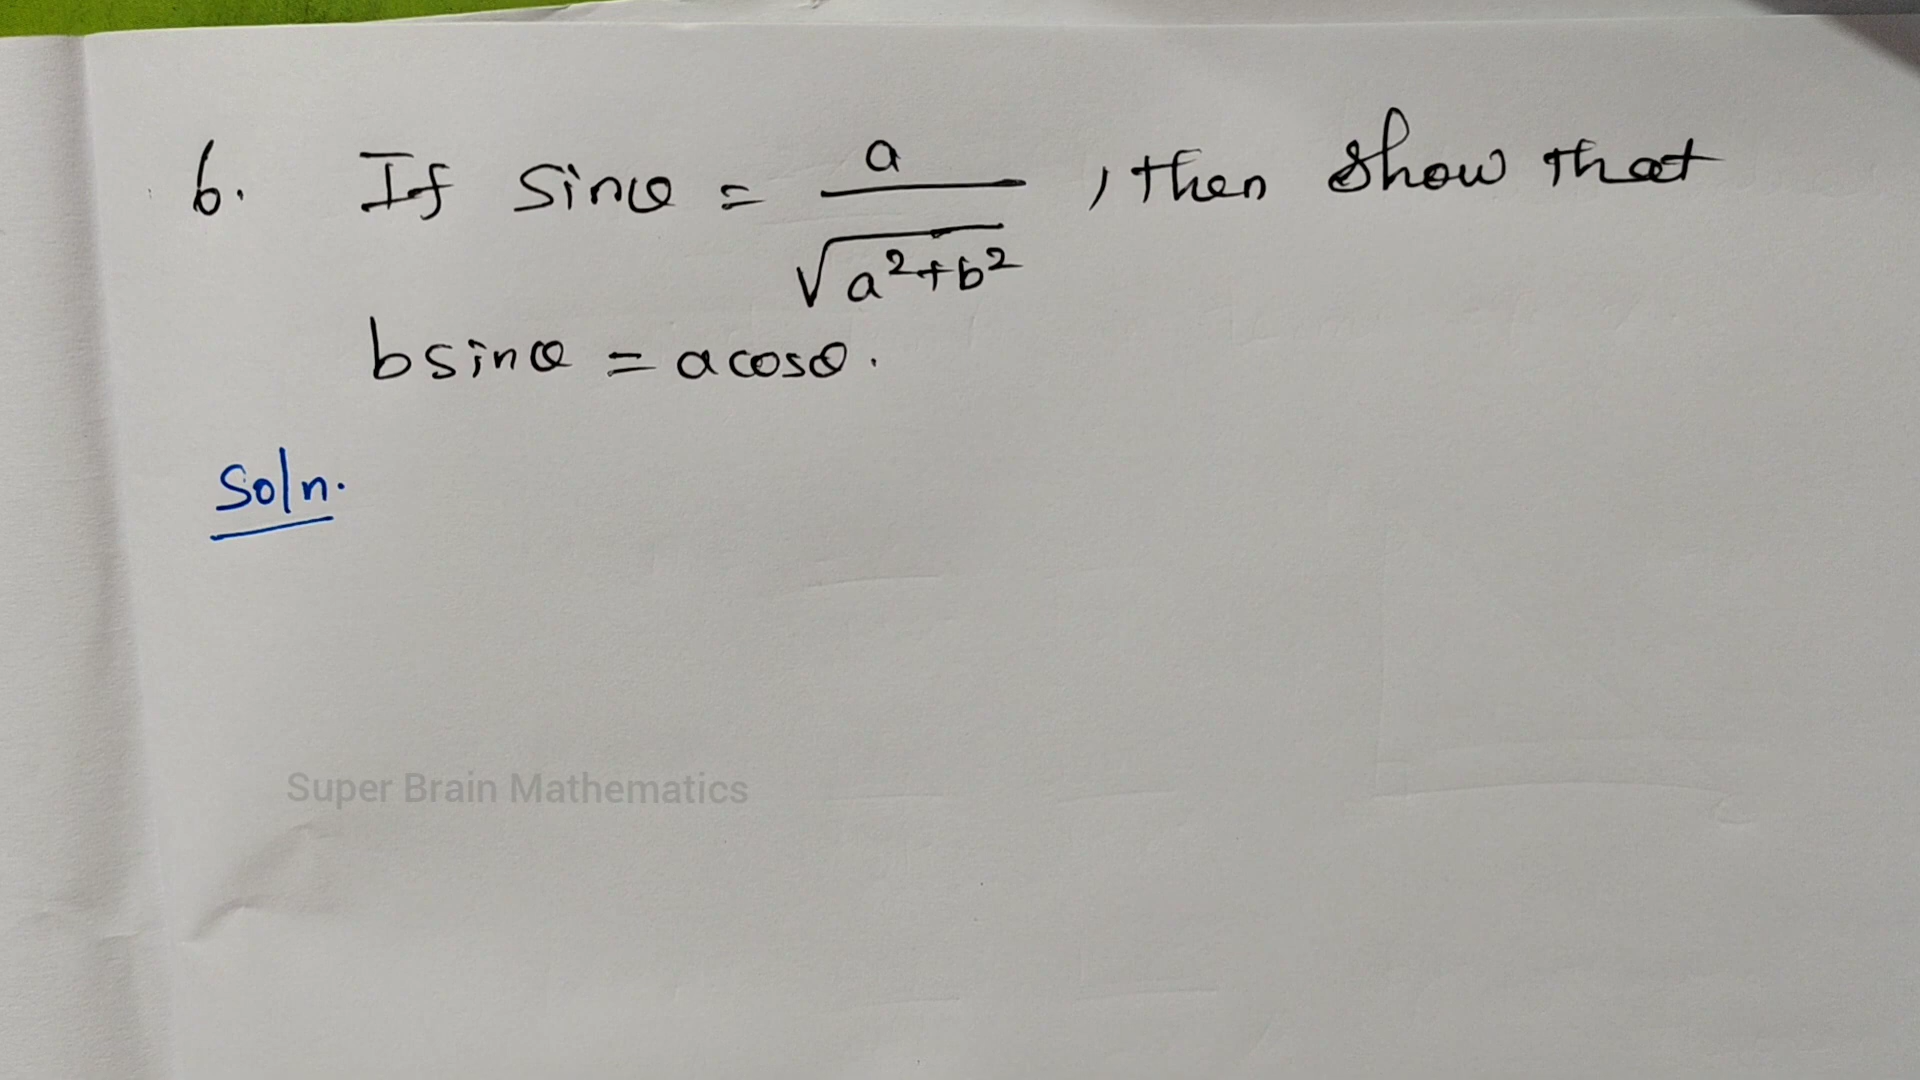 6. If sinθ = a/√a²+b² , then show that
bsinθ = acosθ.
Soln.
Super Brain Mathematics